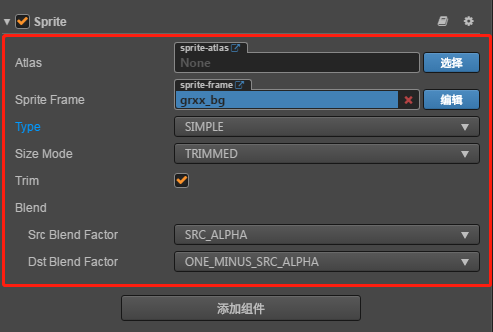 Sprite
sprite-atlas
Atlas None 选择
sprite-frame
Sprite Frame grxx_bg 编辑
Type SIMPLE
Size Mode TRIMMED
Trim
Blend
Src Blend Factor SRC_ALPHA
Dst Blend Factor ONE_MINUS_SRC_ALPHA
添加组件